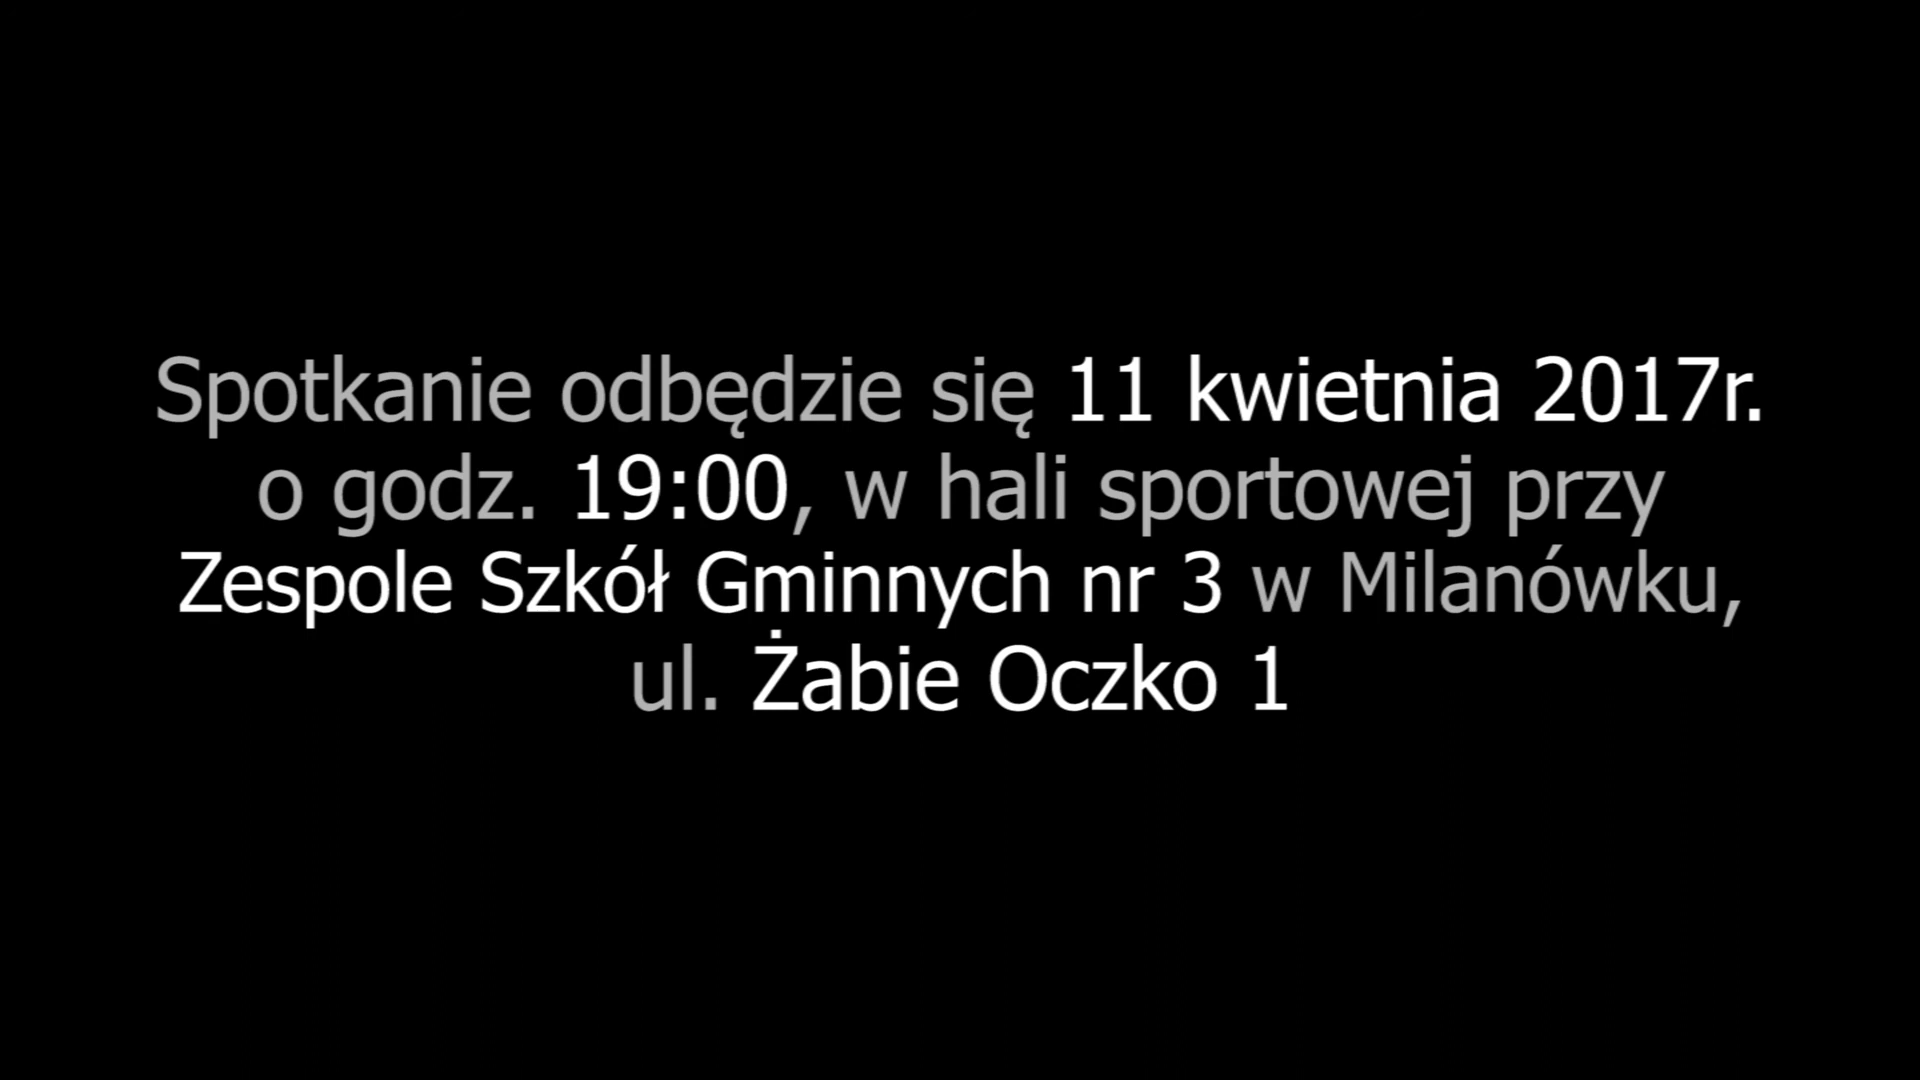 Spotkanie odbędzie się 11 kwietnia 2017r.
o godz. 19:00, w hali sportowej przy
Zespole Szkół Gminnych nr 3 w Milanówku,
ul. Żabie Oczko 1